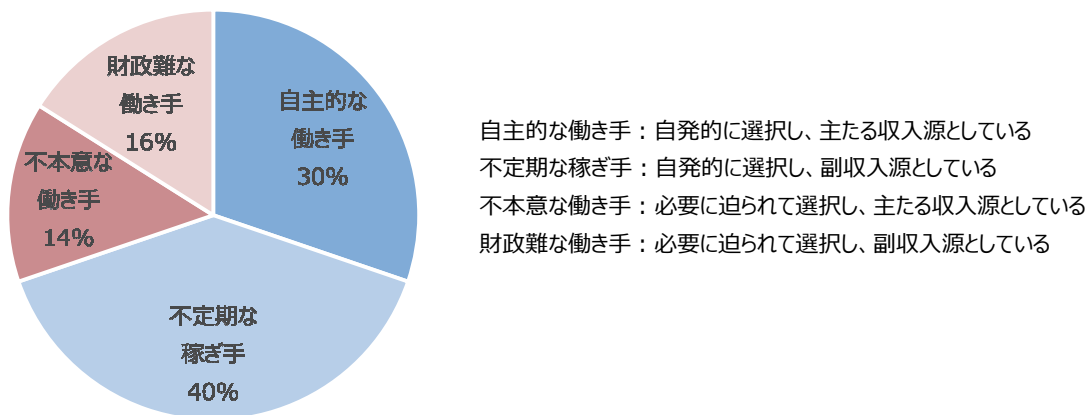 財政難な
働き手
16%
自主的な
働き手
30%
不本意な
働き手
14%
不定期な
稼ぎ手
40%
自主的な働き手：自発的に選択し、主たる収入源としている
不定期な稼ぎ手：自発的に選択し、副収入源としている
不本意な働き手：必要に迫られて選択し、主たる収入源としている
財政難な働き手：必要に迫られて選択し、副収入源としている